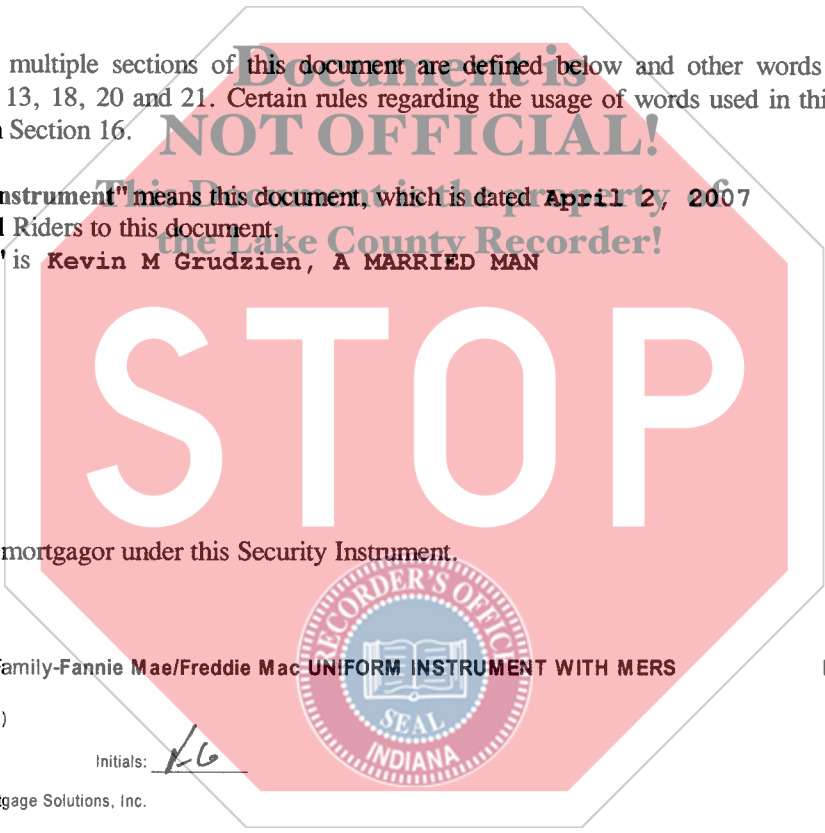 multiple sections of this document are defined below and other words
Document is
13, 18, 20 and 21. Certain rules regarding the usage of words used in thi
Section 16.
NOT OFFICIAL!
nstrument" means this document, which is dated April 2, 2007
This Document is the property of
Riders to this document.
the Lake County Recorder!
" is Kevin M Grudzien, A MARRIED MAN
STOP
mortgagor under this Security Instrument.
RECORDER'S OFFICE
amily-Fannie Mae/Freddie Mac UNIFORM INSTRUMENT WITH MERS
)
SEAL
Initials: KG
INDIANA
tgage Solutions, Inc.